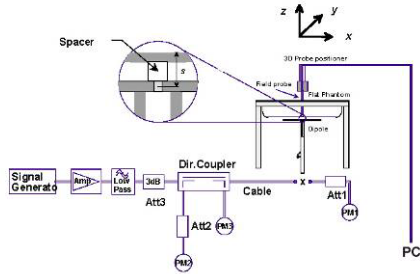 z
y
x
Spacer
s
3D Probe positioner
Field probe
Flat Phantom
Dipole
Signal
Generato
Amp
Low
Pass
3dB
Att3
Dir.Coupler
Cable
x
Att1
Att2
PM3
PM1
PM2
PC